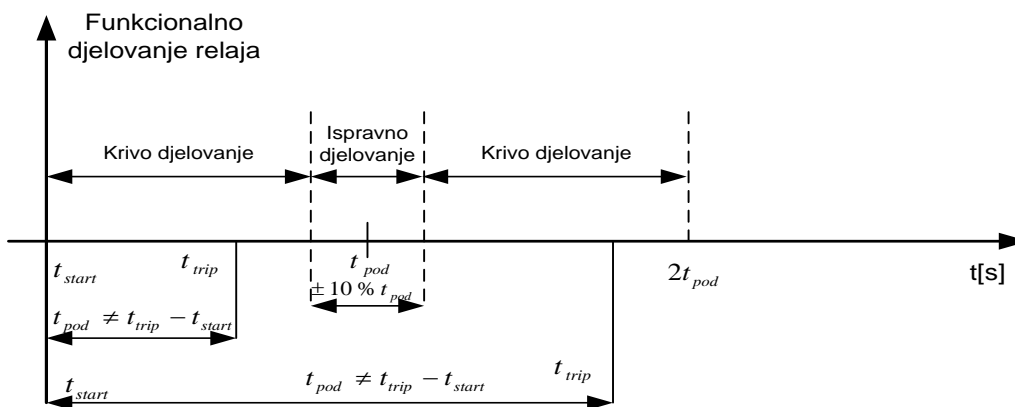 Funkcionalno
djelovanje relaja
Krivo djelovanje
Ispravno
djelovanje
Krivo djelovanje
t_start
t_trip
t_pod
2t_pod
t[s]
± 10 % t_pod
t_pod ≠ t_trip − t_start
t_start
t_pod ≠ t_trip − t_start
t_trip